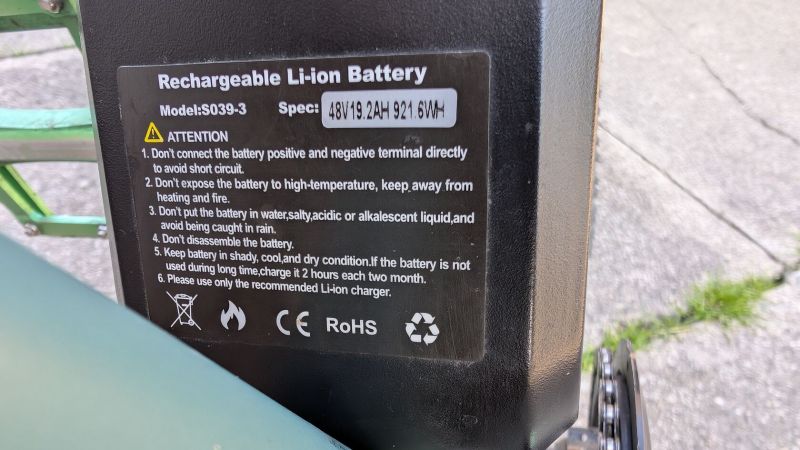 Rechargeable Li-ion Battery
Model:S039-3 Spec: 48V19.2AH 921.6WH
ATTENTION
1. Don't connect the battery positive and negative terminal directly
to avoid short circuit.
2. Don't expose the battery to high-temperature, keep away from
heating and fire.
3. Don't put the battery in water,salty,acidic or alkalescent liquid,and
avoid being caught in rain.
4. Don't disassemble the battery.
5. Keep battery in shady, cool,and dry condition.If the battery is not
used during long time,charge it 2 hours each two month.
6. Please use only the recommended Li-ion charger.
CE RoHS